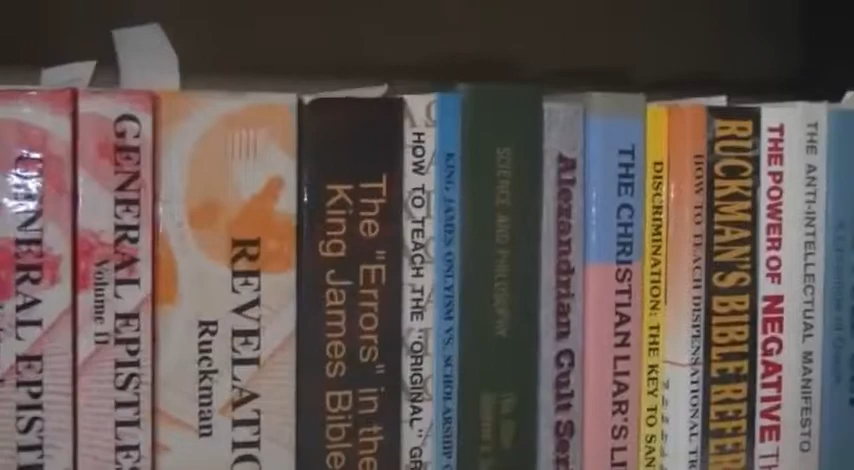 GENERAL EPIST
GENERAL EPISTLES
Volume II
REVELATIO
Ruckman
The "Errors" in the
King James Bible
HOW TO TEACH THE "ORIGINAL" GR
KING JAMES ONLYISM VS. SCHOLARSHIP O
SCIENCE AND PHILOSOPHY
Alexandrian Cult Ser
THE CHRISTIAN LIAR'S LI
DISCRIMINATION: THE KEY TO SAN
HOW TO TEACH DISPENSATIONAL TR
RUCKMAN'S BIBLE REFER
THE POWER OF NEGATIVE T
THE ANTI-INTELLECTUAL MANIFESTO